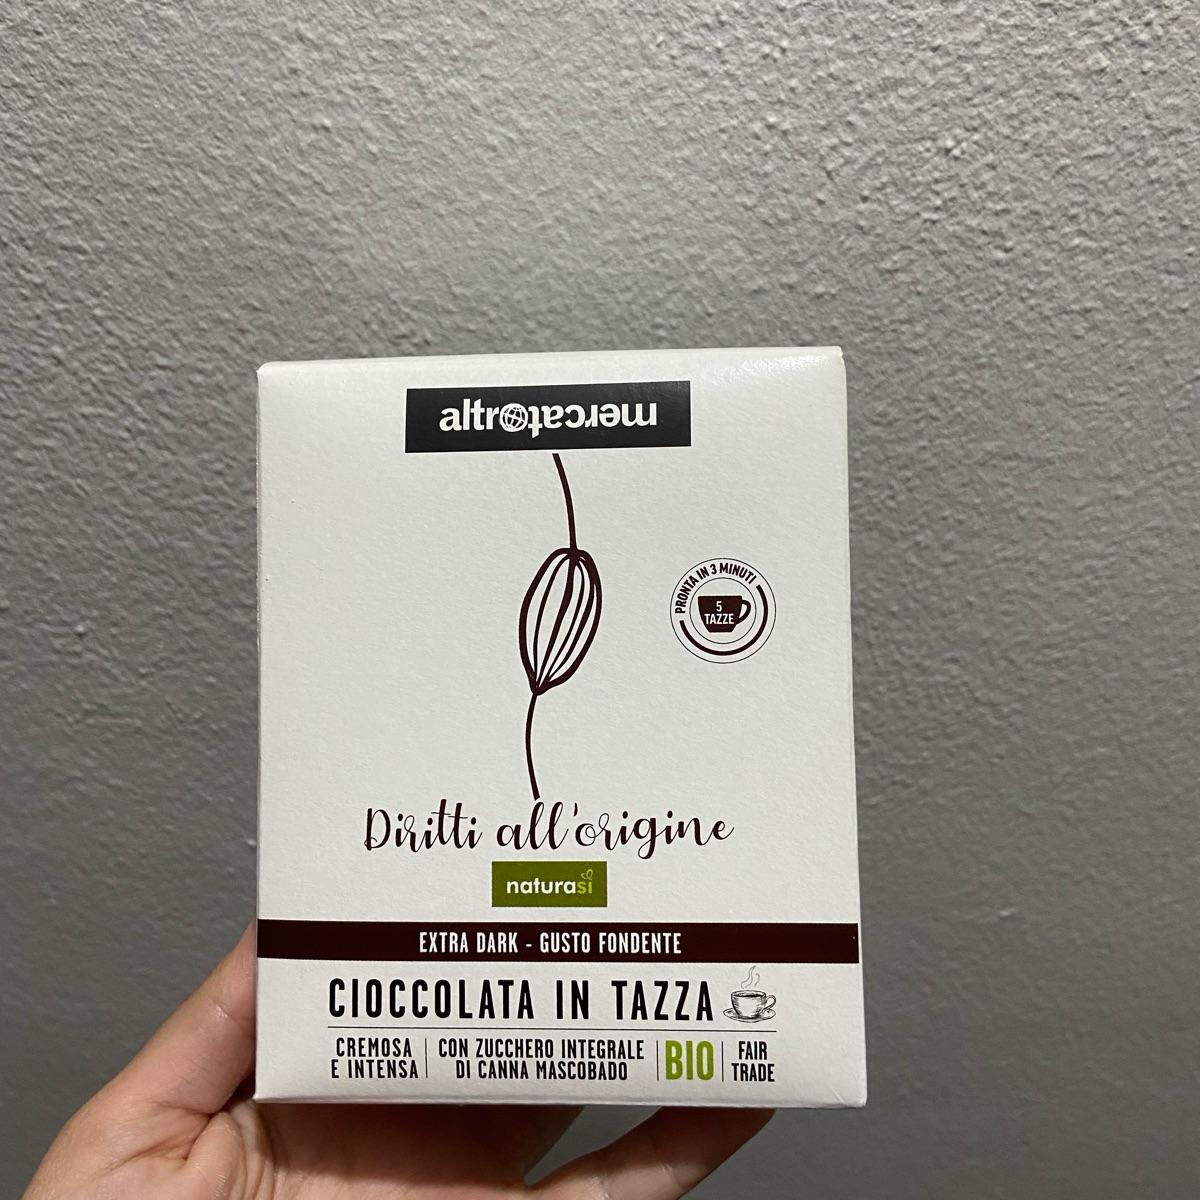 altromercato
PRONTA IN 3 MINUTI
5
TAZZE
Diritti all'origine
naturasì
EXTRA DARK - GUSTO FONDENTE
CIOCCOLATA IN TAZZA
CREMOSA
E INTENSA
CON ZUCCHERO INTEGRALE
DI CANNA MASCOBADO
BIO
FAIR
TRADE